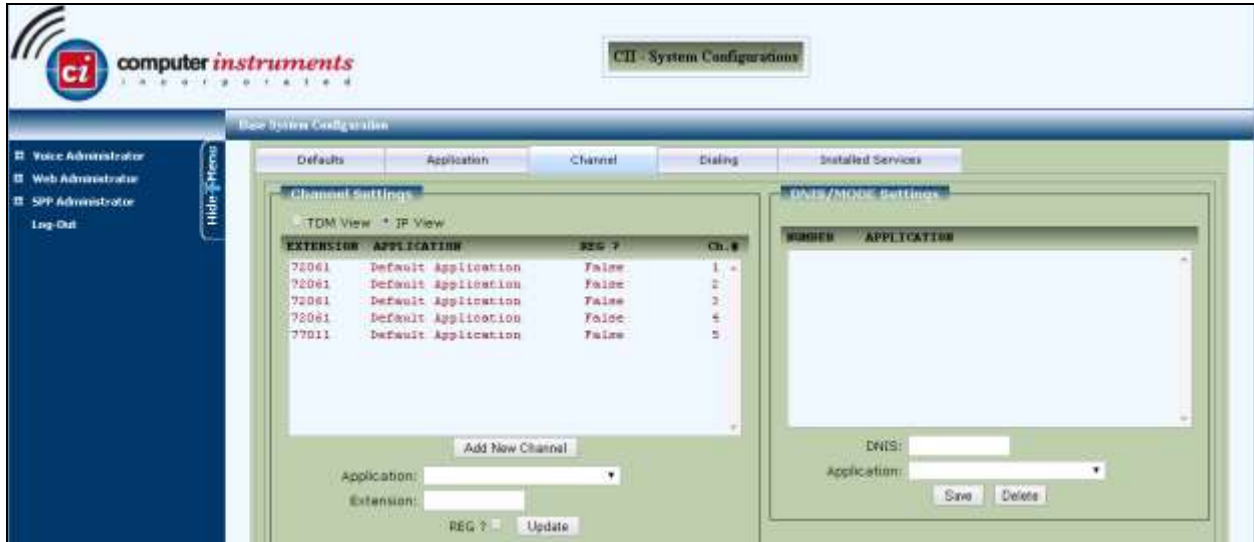 ci computer instruments
incorporated
CII - System Configurations
Base System Configuration
Voice Administrator
Web Administrator
SPP Administrator
Log-Out
Hide Menu
Defaults Application Channel Dialing Installed Services
Channel Settings
TDM View IP View
EXTENSION APPLICATION REG ? Ch.#
72061 Default Application False 1
72061 Default Application False 2
72061 Default Application False 3
72061 Default Application False 4
77011 Default Application False 5
Add New Channel
Application:
Extension:
REG ? Update
DNIS/MODE Settings
NUMBER APPLICATION
DNIS:
Application:
Save Delete